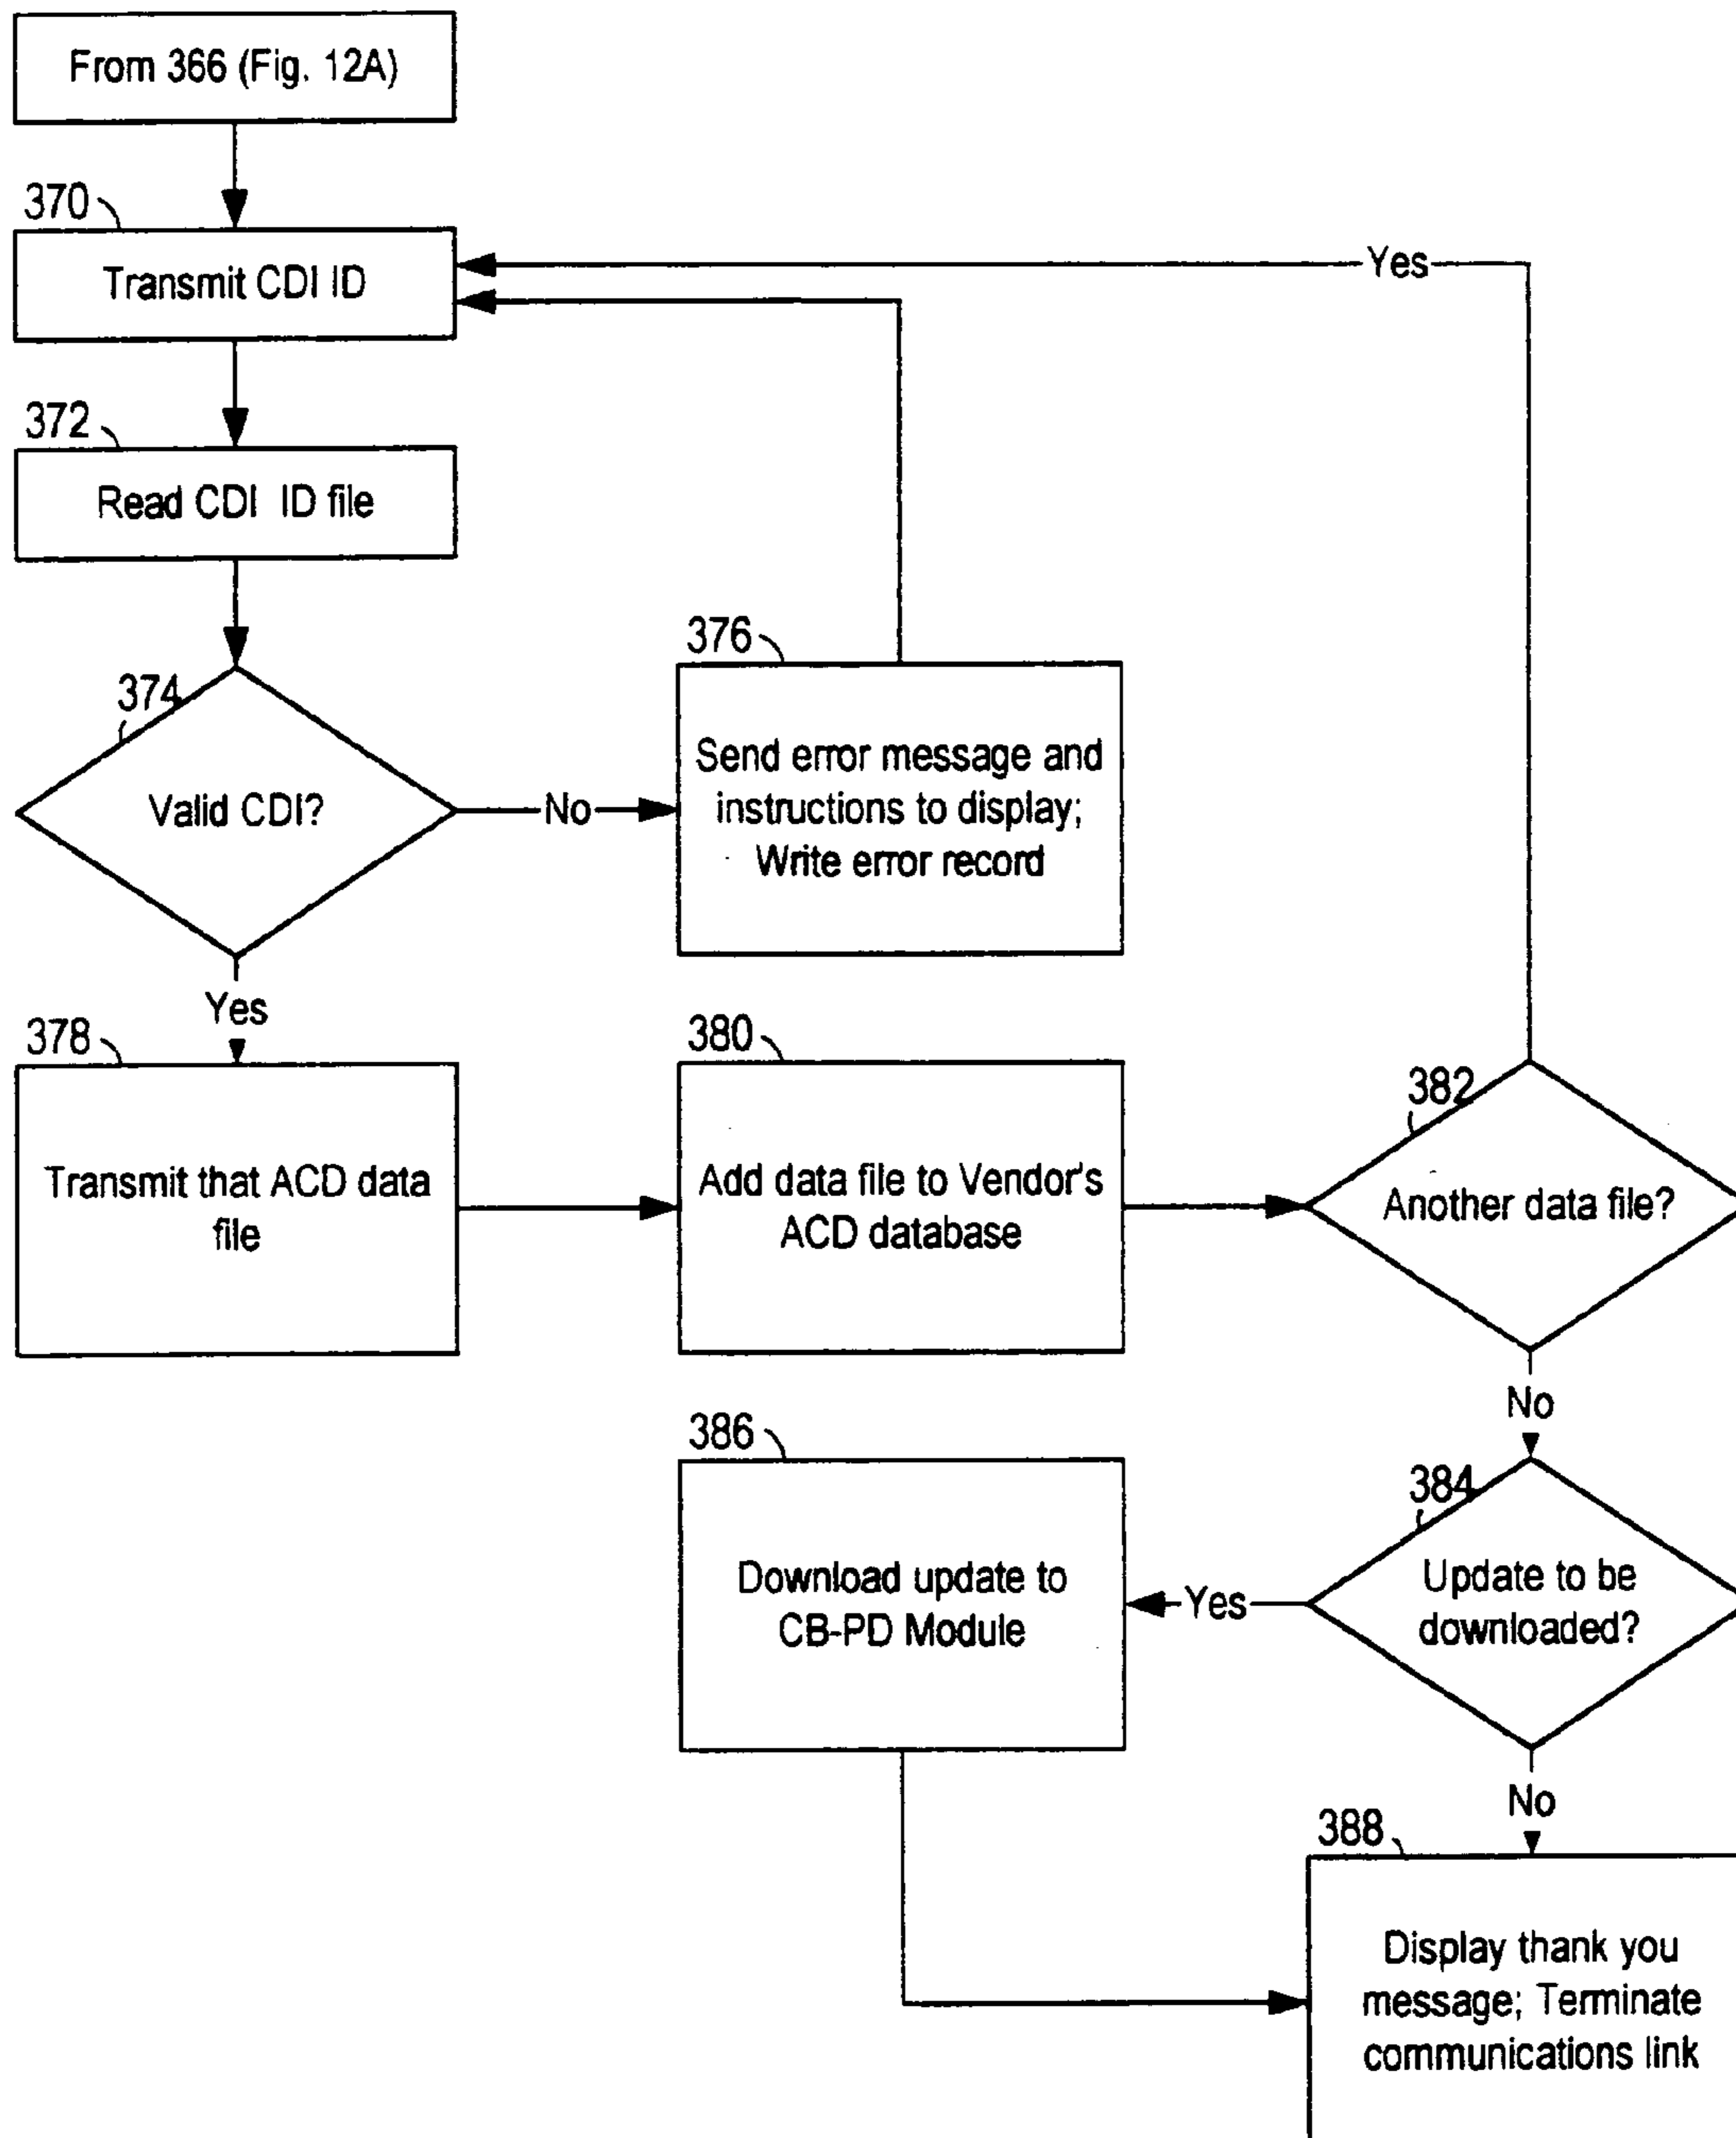 From 366 (Fig. 12A)
370
Transmit CDI ID
Yes
372
Read CDI ID file
374
Valid CDI?
No
376
Send error message and
instructions to display;
Write error record
Yes
378
Transmit that ACD data
file
380
Add data file to Vendor's
ACD database
382
Another data file?
No
384
Update to be
downloaded?
Yes
386
Download update to
CB-PD Module
No
388
Display thank you
message; Terminate
communications link